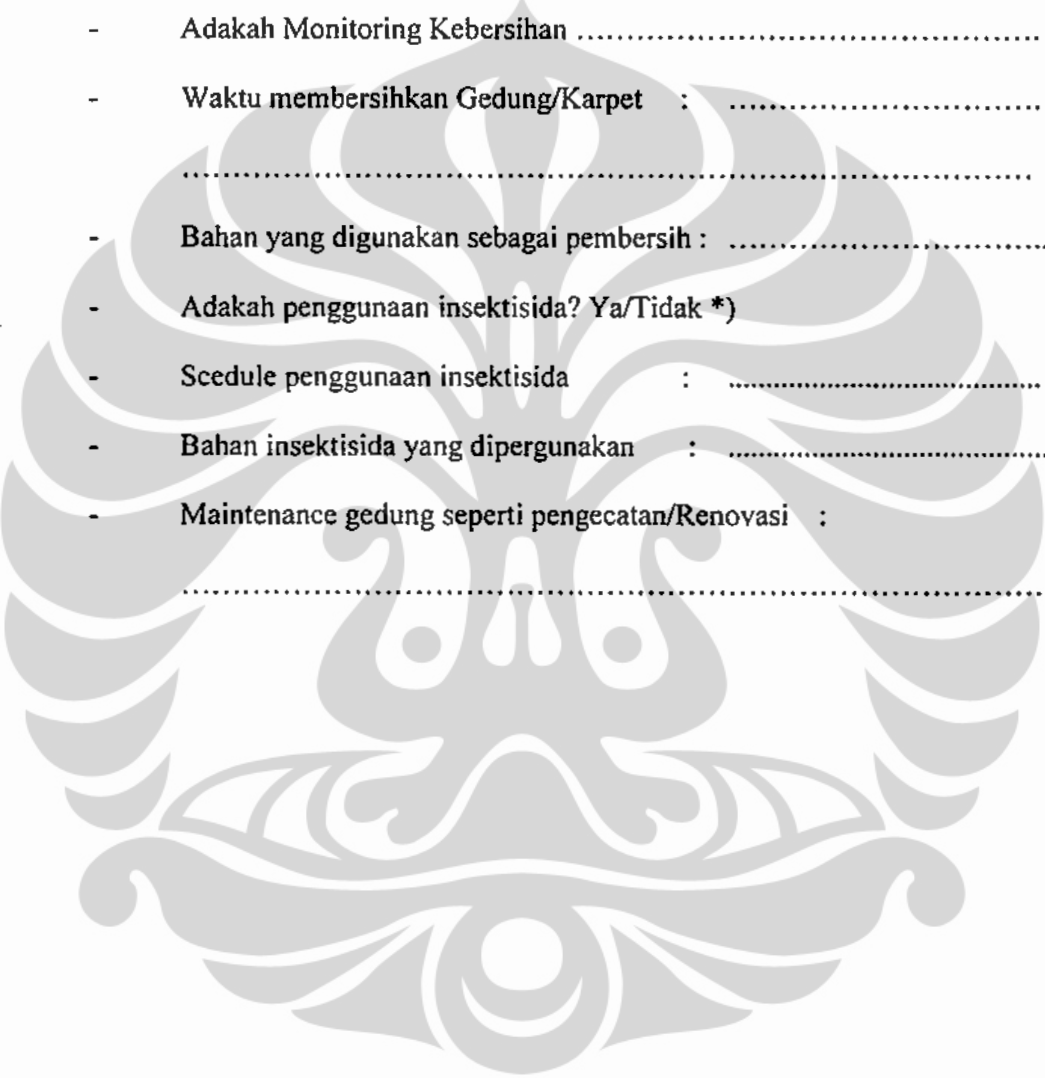 - Adakah Monitoring Kebersihan ................................................
- Waktu membersihkan Gedung/Karpet : ................................
........................................................................................
- Bahan yang digunakan sebagai pembersih : ................................
- Adakah penggunaan insektisida? Ya/Tidak *)
- Scedule penggunaan insektisida : ................................
- Bahan insektisida yang dipergunakan : ................................
- Maintenance gedung seperti pengecatan/Renovasi :
........................................................................................